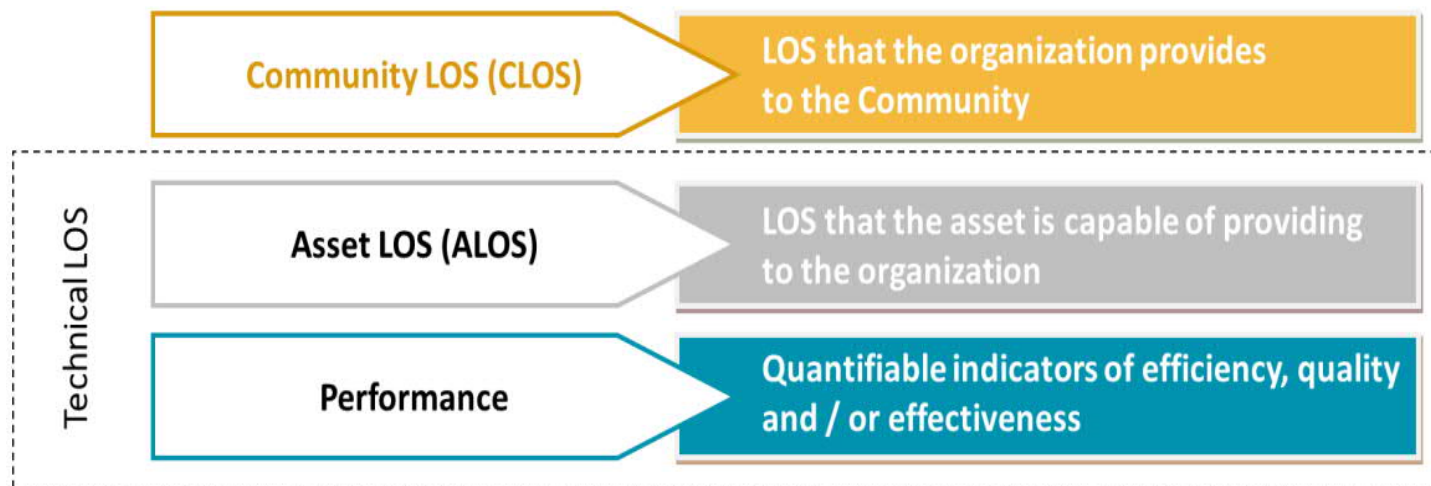 Community LOS (CLOS)
LOS that the organization provides
to the Community
Technical LOS
Asset LOS (ALOS)
LOS that the asset is capable of providing
to the organization
Performance
Quantifiable indicators of efficiency, quality
and / or effectiveness